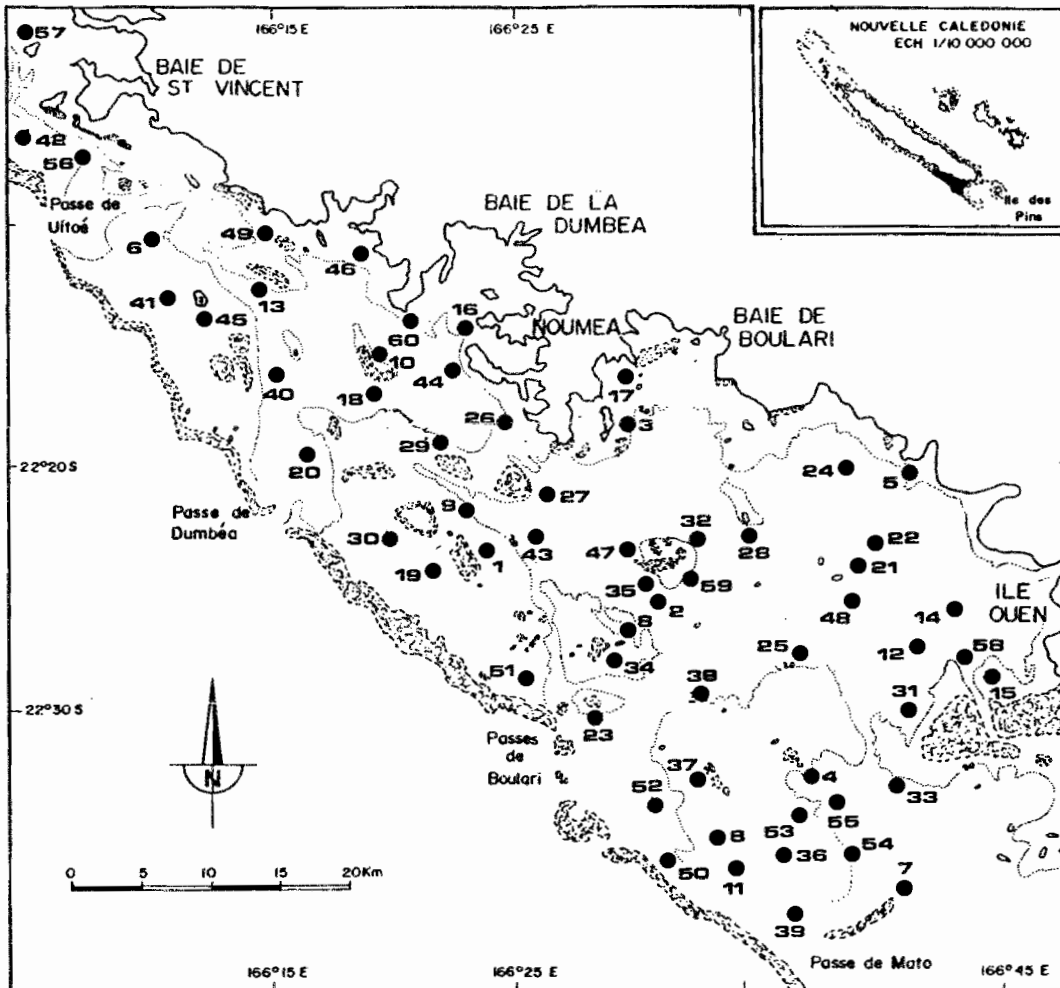 166°15 E
166°25 E
NOUVELLE CALEDONIE
ECH 1/10 000 000
Ile des
Pins
57
BAIE DE
ST VINCENT
42
56
Passe de
Uitoé
BAIE DE LA
DUMBEA
6
49
46
41
45
13
60
16
NOUMEA
BAIE DE
BOULARI
10
40
18
44
17
26
3
29
22°20 S
20
24
5
27
Passe de
Dumbéa
9
30
1
43
32
28
22
47
21
19
35
59
2
48
ILE
OUEN
14
8
12
58
34
25
15
51
38
31
22°30 S
23
Passes
de
Boulari
N
37
4
33
52
55
53
8
36
54
50
11
7
0 5 10 20Km
39
Passe de Mato
166°15 E
166°25 E
166°45 E